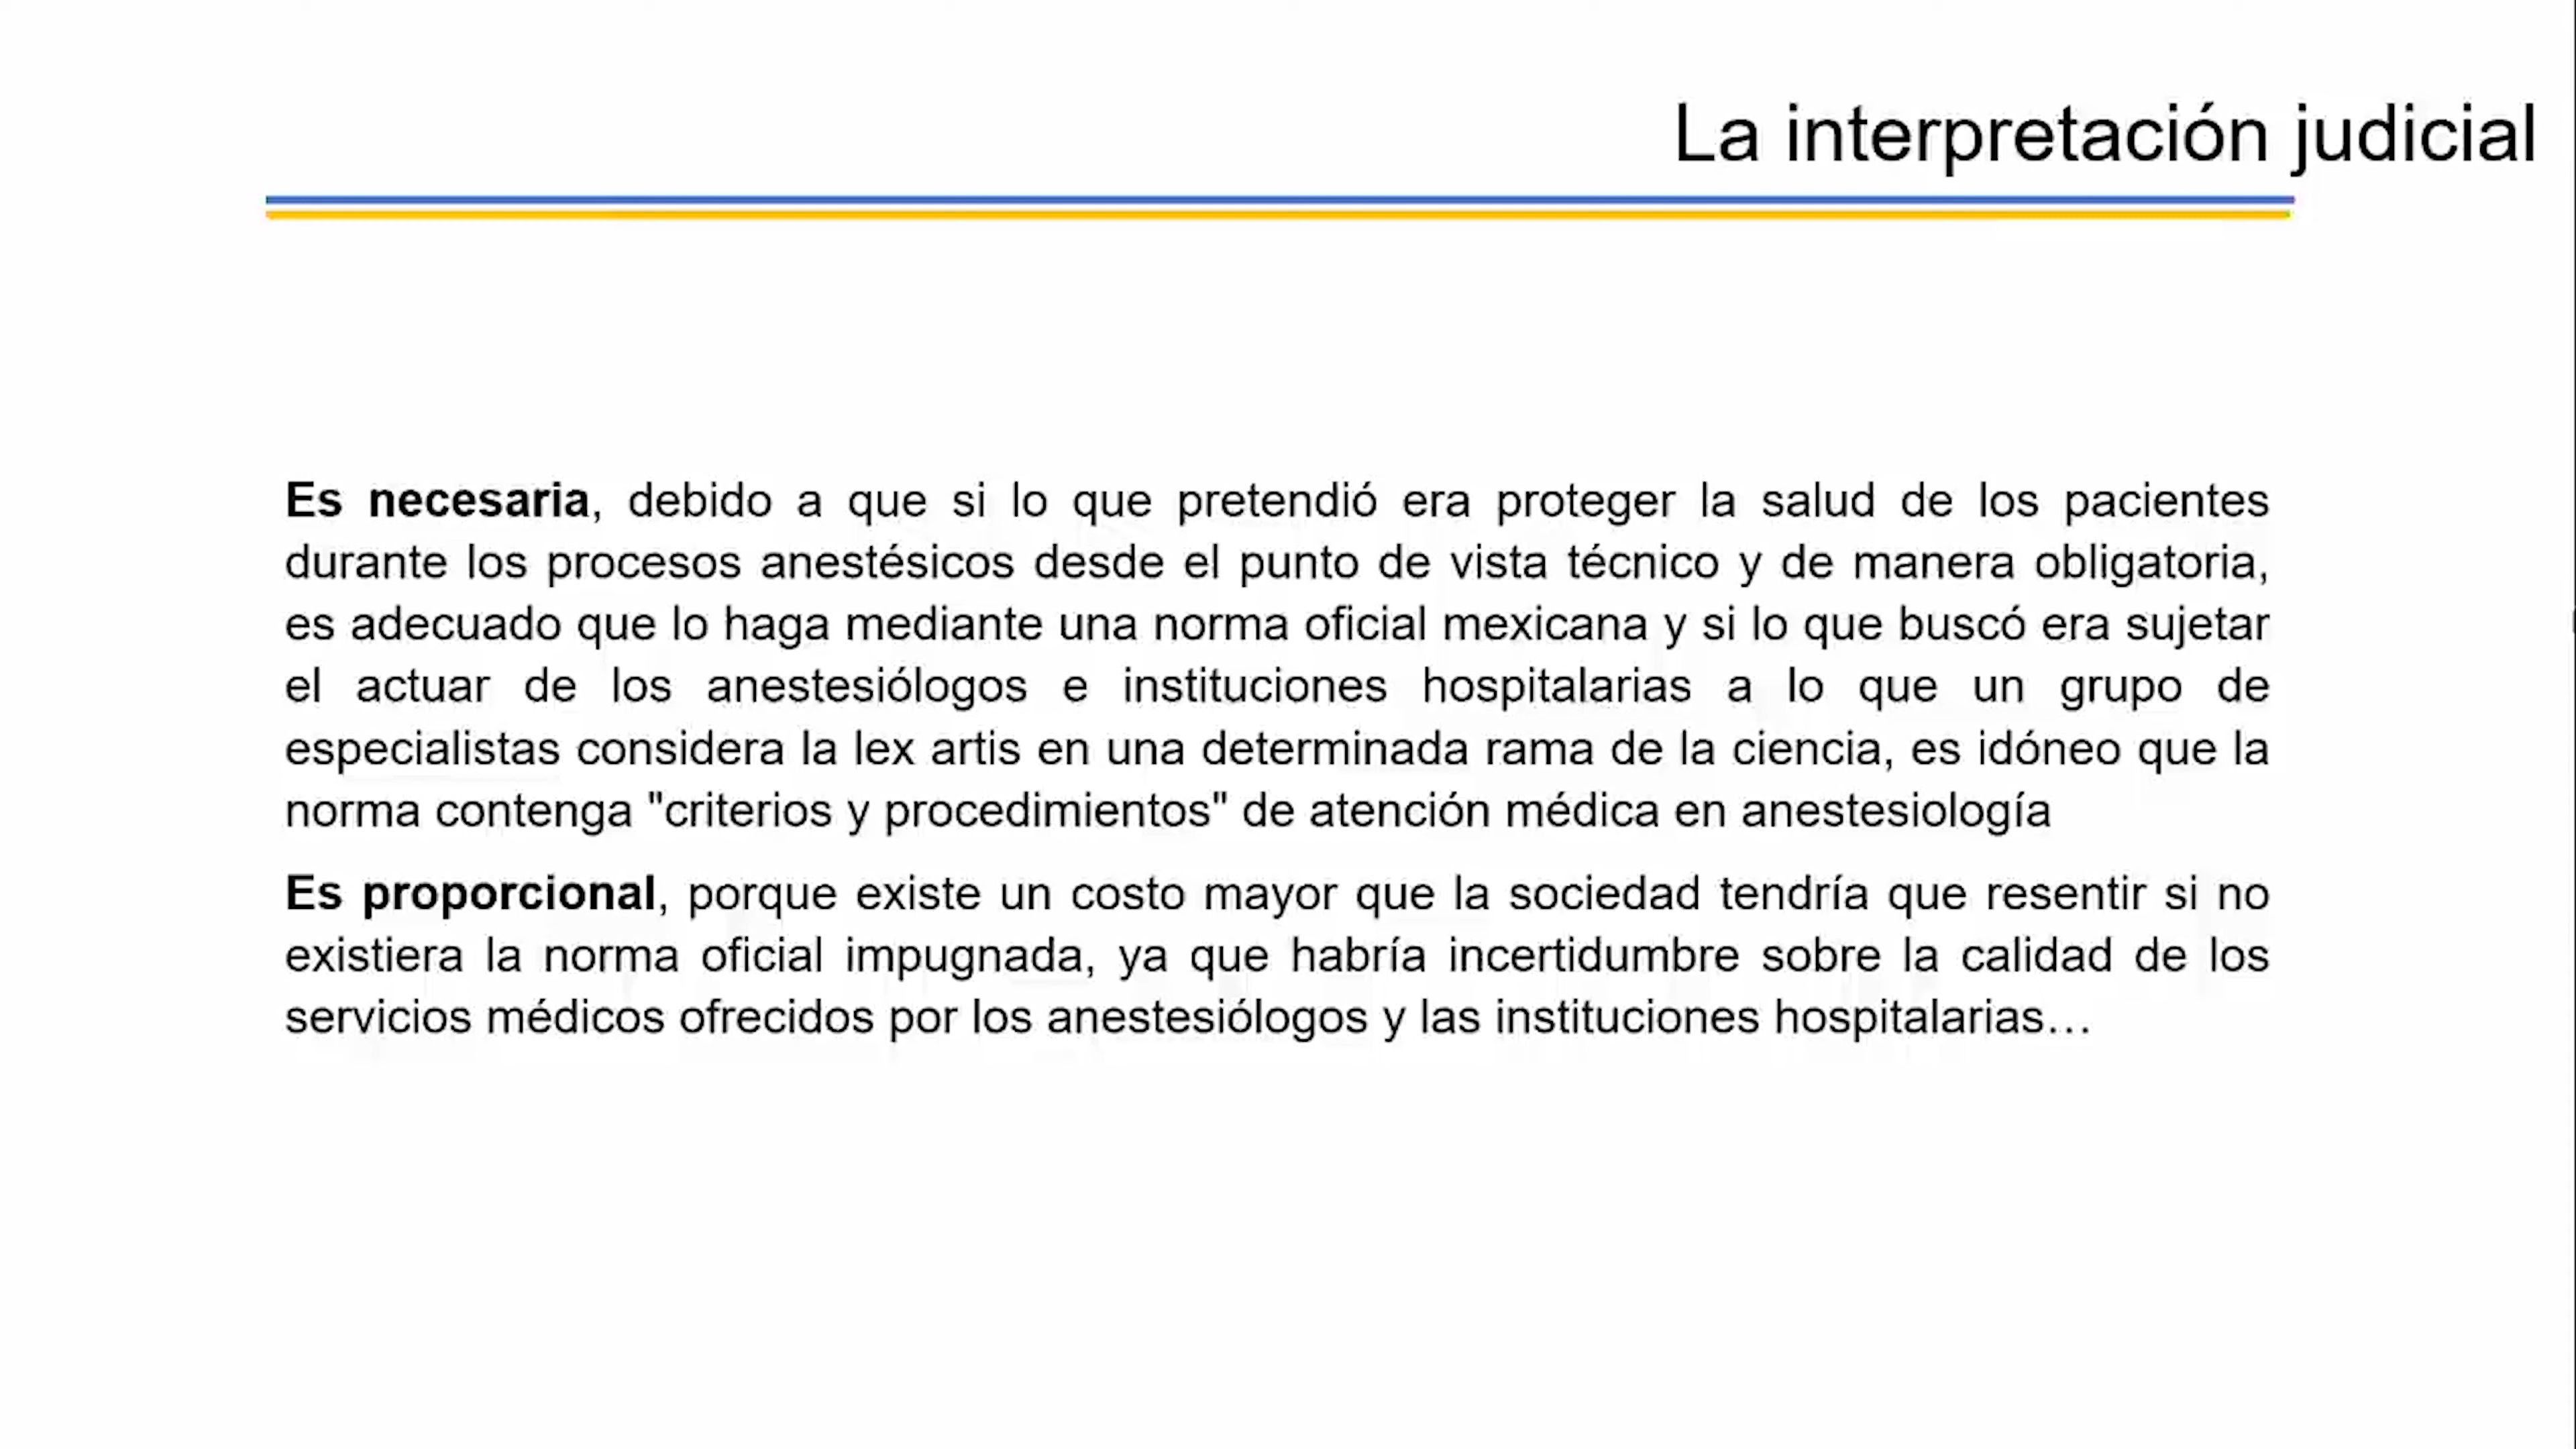 La interpretación judicial
Es necesaria, debido a que si lo que pretendió era proteger la salud de los pacientes
durante los procesos anestésicos desde el punto de vista técnico y de manera obligatoria,
es adecuado que lo haga mediante una norma oficial mexicana y si lo que buscó era sujetar
el actuar de los anestesiólogos e instituciones hospitalarias a lo que un grupo de
especialistas considera la lex artis en una determinada rama de la ciencia, es idóneo que la
norma contenga "criterios y procedimientos" de atención médica en anestesiología
Es proporcional, porque existe un costo mayor que la sociedad tendría que resentir si no
existiera la norma oficial impugnada, ya que habría incertidumbre sobre la calidad de los
servicios médicos ofrecidos por los anestesiólogos y las instituciones hospitalarias…